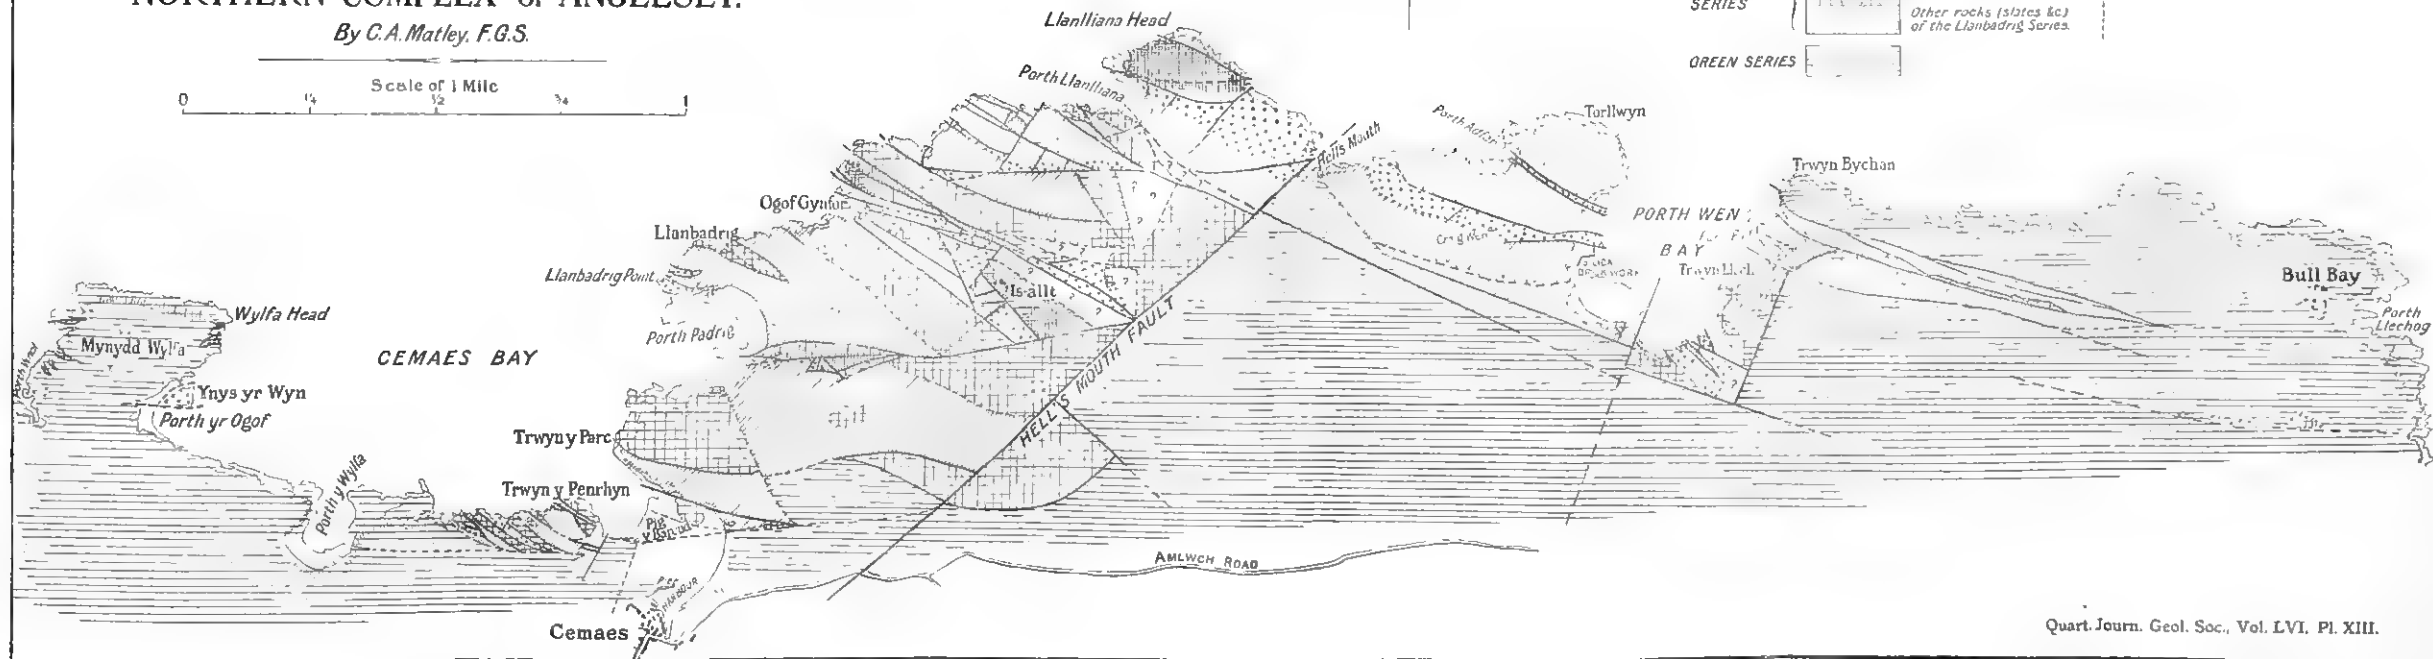 NORTHERN COMPLEX OF ANGLESEY.
By C.A. Matley, F.G.S.
Scale of 1 Mile
0 ¼ ½ ¾ 1
SERIES
Other rocks (slates &c)
of the Llanbadrig Series.
GREEN SERIES
Llanlliana Head
Porth Llanlliana
Hells Mouth
Torllwyn
Trwyn Bychan
Ogof Gynfor
Llanbadrig
Llanbadrig Point
Porth Padrig
Is-allt
PORTH WEN
BAY
Bull Bay
Porth
Llechog
Wylfa Head
Mynydd Wylfa
CEMAES BAY
Ynys yr Wyn
Porth yr Ogof
HELL'S MOUTH FAULT
Trwyn y Parc
Trwyn y Penrhyn
Porth y Wylfa
HARBOUR
Cemaes
AMLWCH ROAD
Quart. Journ. Geol. Soc., Vol. LVI. Pl. XIII.